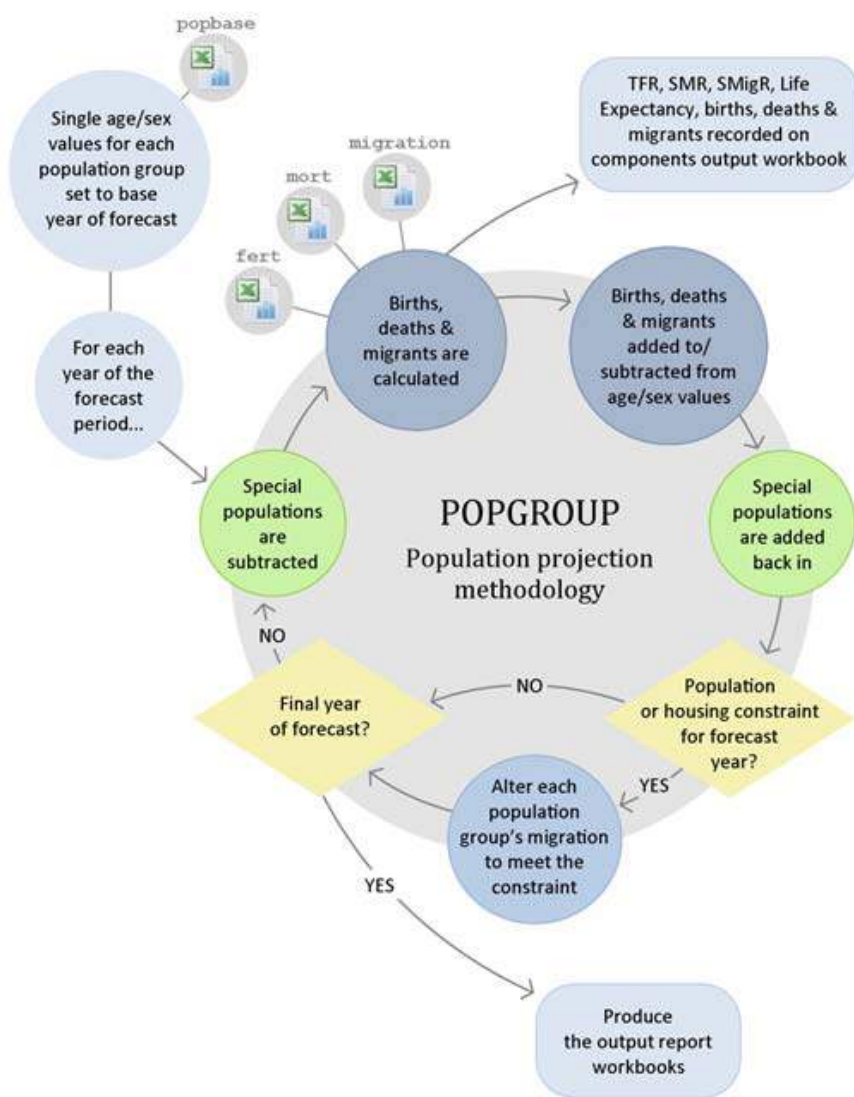 popbase
Single age/sex
values for each
population group
set to base
year of forecast
TFR, SMR, SMigR, Life
Expectancy, births, deaths &
migrants recorded on
components output workbook
migration
mort
fert
For each
year of the
forecast
period...
Births,
deaths &
migrants are
calculated
Births, deaths
& migrants
added to/
subtracted from
age/sex values
Special
populations
are
subtracted
POPGROUP
Population projection
methodology
Special
populations
are added
back in
NO
Final year
of forecast?
NO
Population
or housing constraint
for forecast
year?
YES
Alter each
population
group's migration
to meet the
constraint
YES
Produce
the output report
workbooks